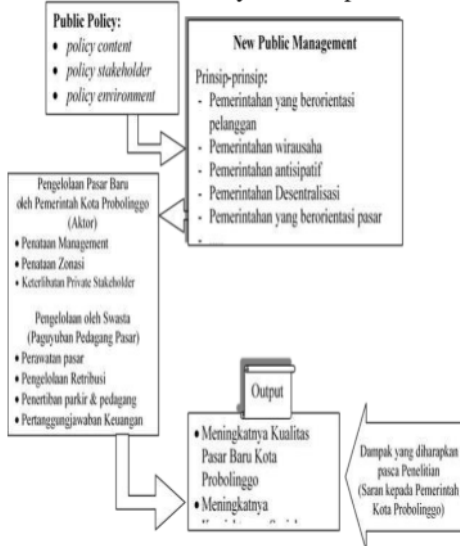 Public Policy:
• policy content
• policy stakeholder
• policy environment
New Public Management
Prinsip-prinsip:
- Pemerintahan yang berorientasi
pelanggan
- Pemerintahan wirausaha
- Pemerintahan antisipatif
- Pemerintahan Desentralisasi
- Pemerintahan yang berorientasi pasar
Pengelolaan Pasar Baru
oleh Pemerintah Kota Probolinggo
(Aktor)
• Penataan Management
• Penataan Zonasi
• Keterlibatan Private Stakeholder
Pengelolaan oleh Swasta
(Paguyuban Pedagang Pasar)
• Perawatan pasar
• Pengelolaan Retribusi
• Penertiban parkir & pedagang
• Pertanggungjawaban Keuangan
Output
• Meningkatnya Kualitas
Pasar Baru Kota
Probolinggo
• Meningkatnya
Dampak yang diharapkan
pasca Penelitian
(Saran kepada Pemerintah
Kota Probolinggo)